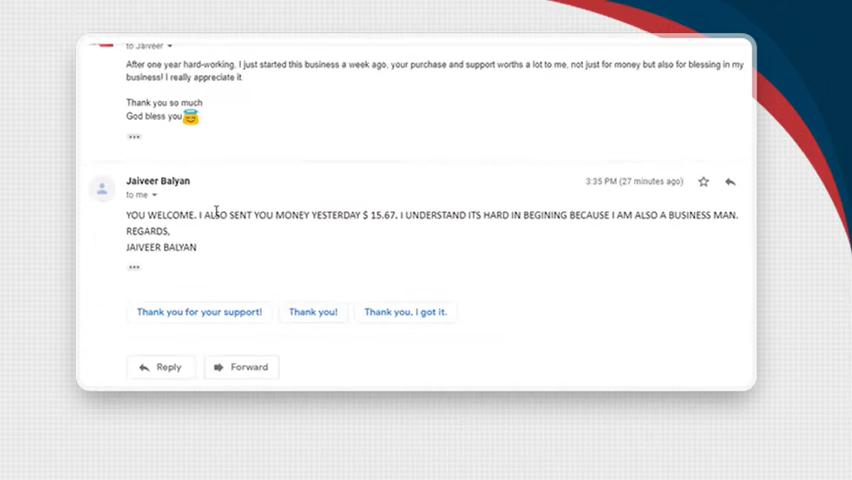 to Jaiveer
After one year hard-working, I just started this business a week ago, your purchase and support worths a lot to me, not just for money but also for blessing in my
business! I really appreciate it
Thank you so much
God bless you
Jaiveer Balyan
3:35 PM (27 minutes ago)
to me
YOU WELCOME. I ALSO SENT YOU MONEY YESTERDAY $ 15.67. I UNDERSTAND ITS HARD IN BEGINING BECAUSE I AM ALSO A BUSINESS MAN.
REGARDS,
JAIVEER BALYAN
Thank you for your support!
Thank you!
Thank you, I got it.
Reply
Forward